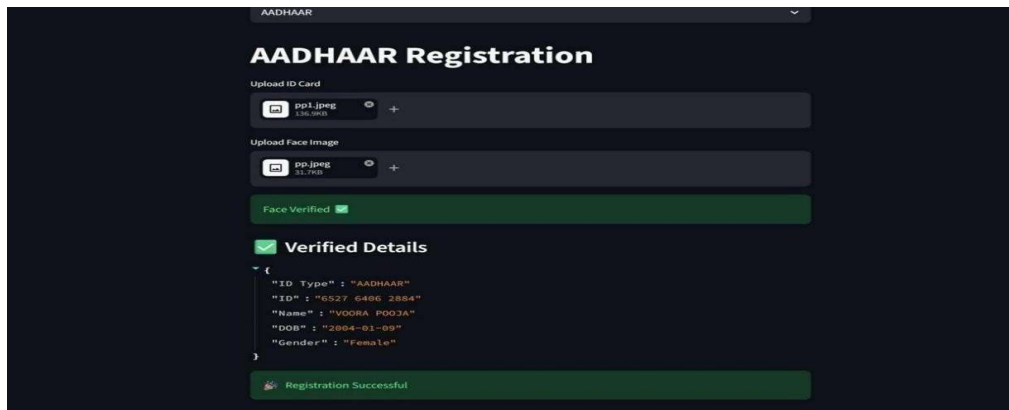 AADHAAR
AADHAAR Registration
Upload ID Card
pp1.jpeg
136.9KB
Upload Face Image
pp.jpeg
31.7KB
Face Verified ✅
✅ Verified Details
{
"ID Type" : "AADHAAR"
"ID" : "6527 6406 2884"
"Name" : "VOORA POOJA"
"DOB" : "2004-01-09"
"Gender" : "Female"
}
🎉 Registration Successful